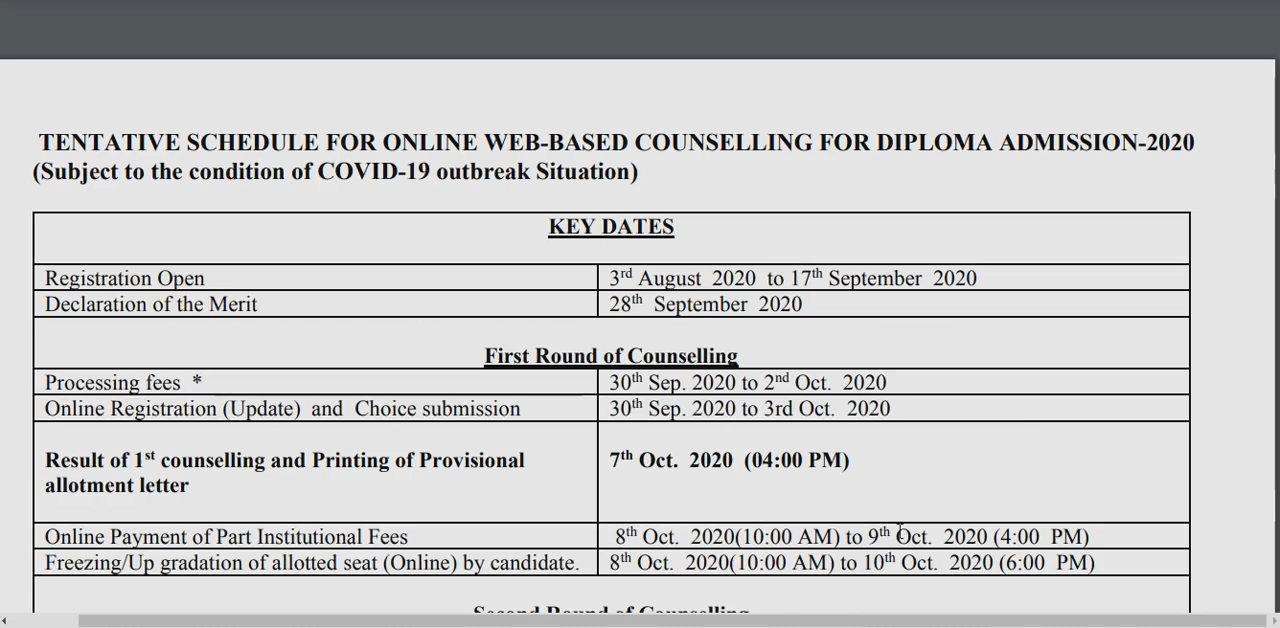 TENTATIVE SCHEDULE FOR ONLINE WEB-BASED COUNSELLING FOR DIPLOMA ADMISSION-2020
(Subject to the condition of COVID-19 outbreak Situation)
KEY DATES
Registration Open 3rd August 2020 to 17th September 2020
Declaration of the Merit 28th September 2020
First Round of Counselling
Processing fees * 30th Sep. 2020 to 2nd Oct. 2020
Online Registration (Update) and Choice submission 30th Sep. 2020 to 3rd Oct. 2020
Result of 1st counselling and Printing of Provisional 7th Oct. 2020 (04:00 PM)
allotment letter
Online Payment of Part Institutional Fees 8th Oct. 2020(10:00 AM) to 9th Oct. 2020 (4:00 PM)
Freezing/Up gradation of allotted seat (Online) by candidate. 8th Oct. 2020(10:00 AM) to 10th Oct. 2020 (6:00 PM)
Second Round of Counselling